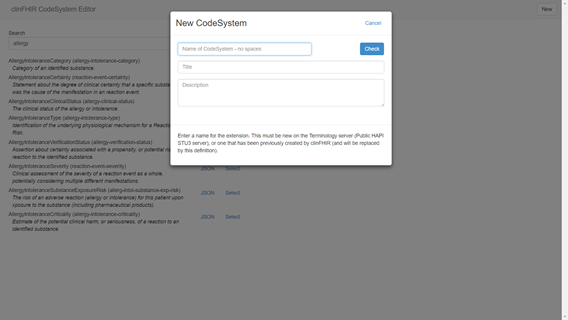 clinFHIR CodeSystem Editor
New
New CodeSystem
Cancel
Search
allergy
Name of CodeSystem - no spaces
Check
Title
Description
Enter a name for the extension. This must be new on the Terminology server (Public HAPI
STU3 server), or one that has been previously created by clinFHIR (and will be replaced
by this definition).
AllergyIntoleranceCategory (allergy-intolerance-category)
Category of an identified substance.
AllergyIntoleranceCertainty (reaction-event-certainty)
Statement about the degree of clinical certainty that a specific substa
was the cause of the manifestation in a reaction event.
AllergyIntoleranceClinicalStatus (allergy-clinical-status)
The clinical status of the allergy or intolerance.
AllergyIntoleranceType (allergy-intolerance-type)
Identification of the underlying physiological mechanism for a Reactio
Risk.
AllergyIntoleranceVerificationStatus (allergy-verification-status)
Assertion about certainty associated with a propensity, or potential ris
reaction to the identified substance.
AllergyIntoleranceSeverity (reaction-event-severity)
JSON Select
Clinical assessment of the severity of a reaction event as a whole,
potentially considering multiple different manifestations.
AllergyIntoleranceSubstanceExposureRisk (allerg-intol-substance-exp-risk)
JSON Select
The risk of an adverse reaction (allergy or intolerance) for this patient upon
xposure to the substance (including pharmaceutical products).
AllergyIntoleranceCriticality (allergy-intolerance-criticality)
JSON Select
Estimate of the potential clinical harm, or seriousness, of a reaction to an
identified substance.